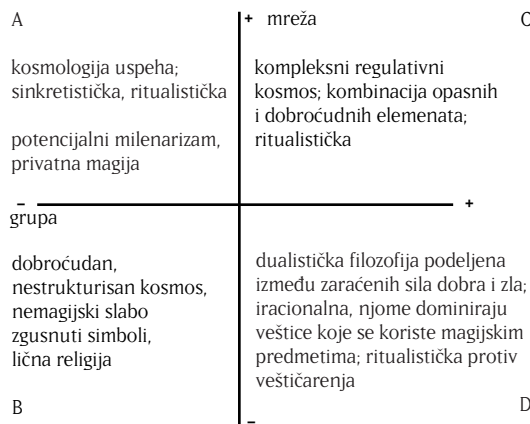 A
+ mreža
C
kosmologija uspeha;
sinkretistička, ritualistička
potencijalni milenarizam,
privatna magija
kompleksni regulativni
kosmos; kombinacija opasnih
i dobroćudnih elemenata;
ritualistička
– +
grupa
dobroćudan,
nestrukturisan kosmos,
nemagijski slabo
zgusnuti simboli,
lična religija
dualistička filozofija podeljena
između zaraćenih sila dobra i zla;
iracionalna, njome dominiraju
veštice koje se koriste magijskim
predmetima; ritualistička protiv
veštičarenja
B
D
–